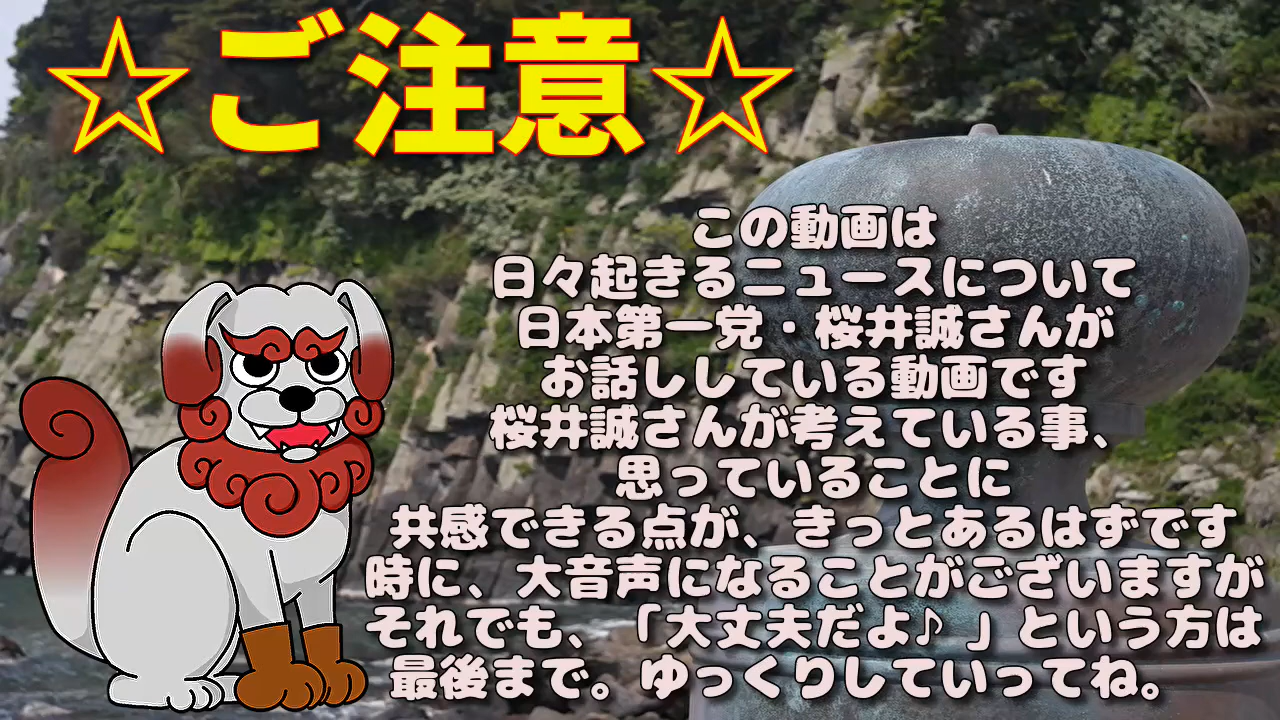 ☆ご注意☆
この動画は
日々起きるニュースについて
日本第一党・桜井誠さんが
お話ししている動画です
桜井誠さんが考えている事、
思っていることに
共感できる点が、きっとあるはずです
時に、大音声になることがございますが
それでも、「大丈夫だよ♪」という方は
最後まで。ゆっくりしていってね。